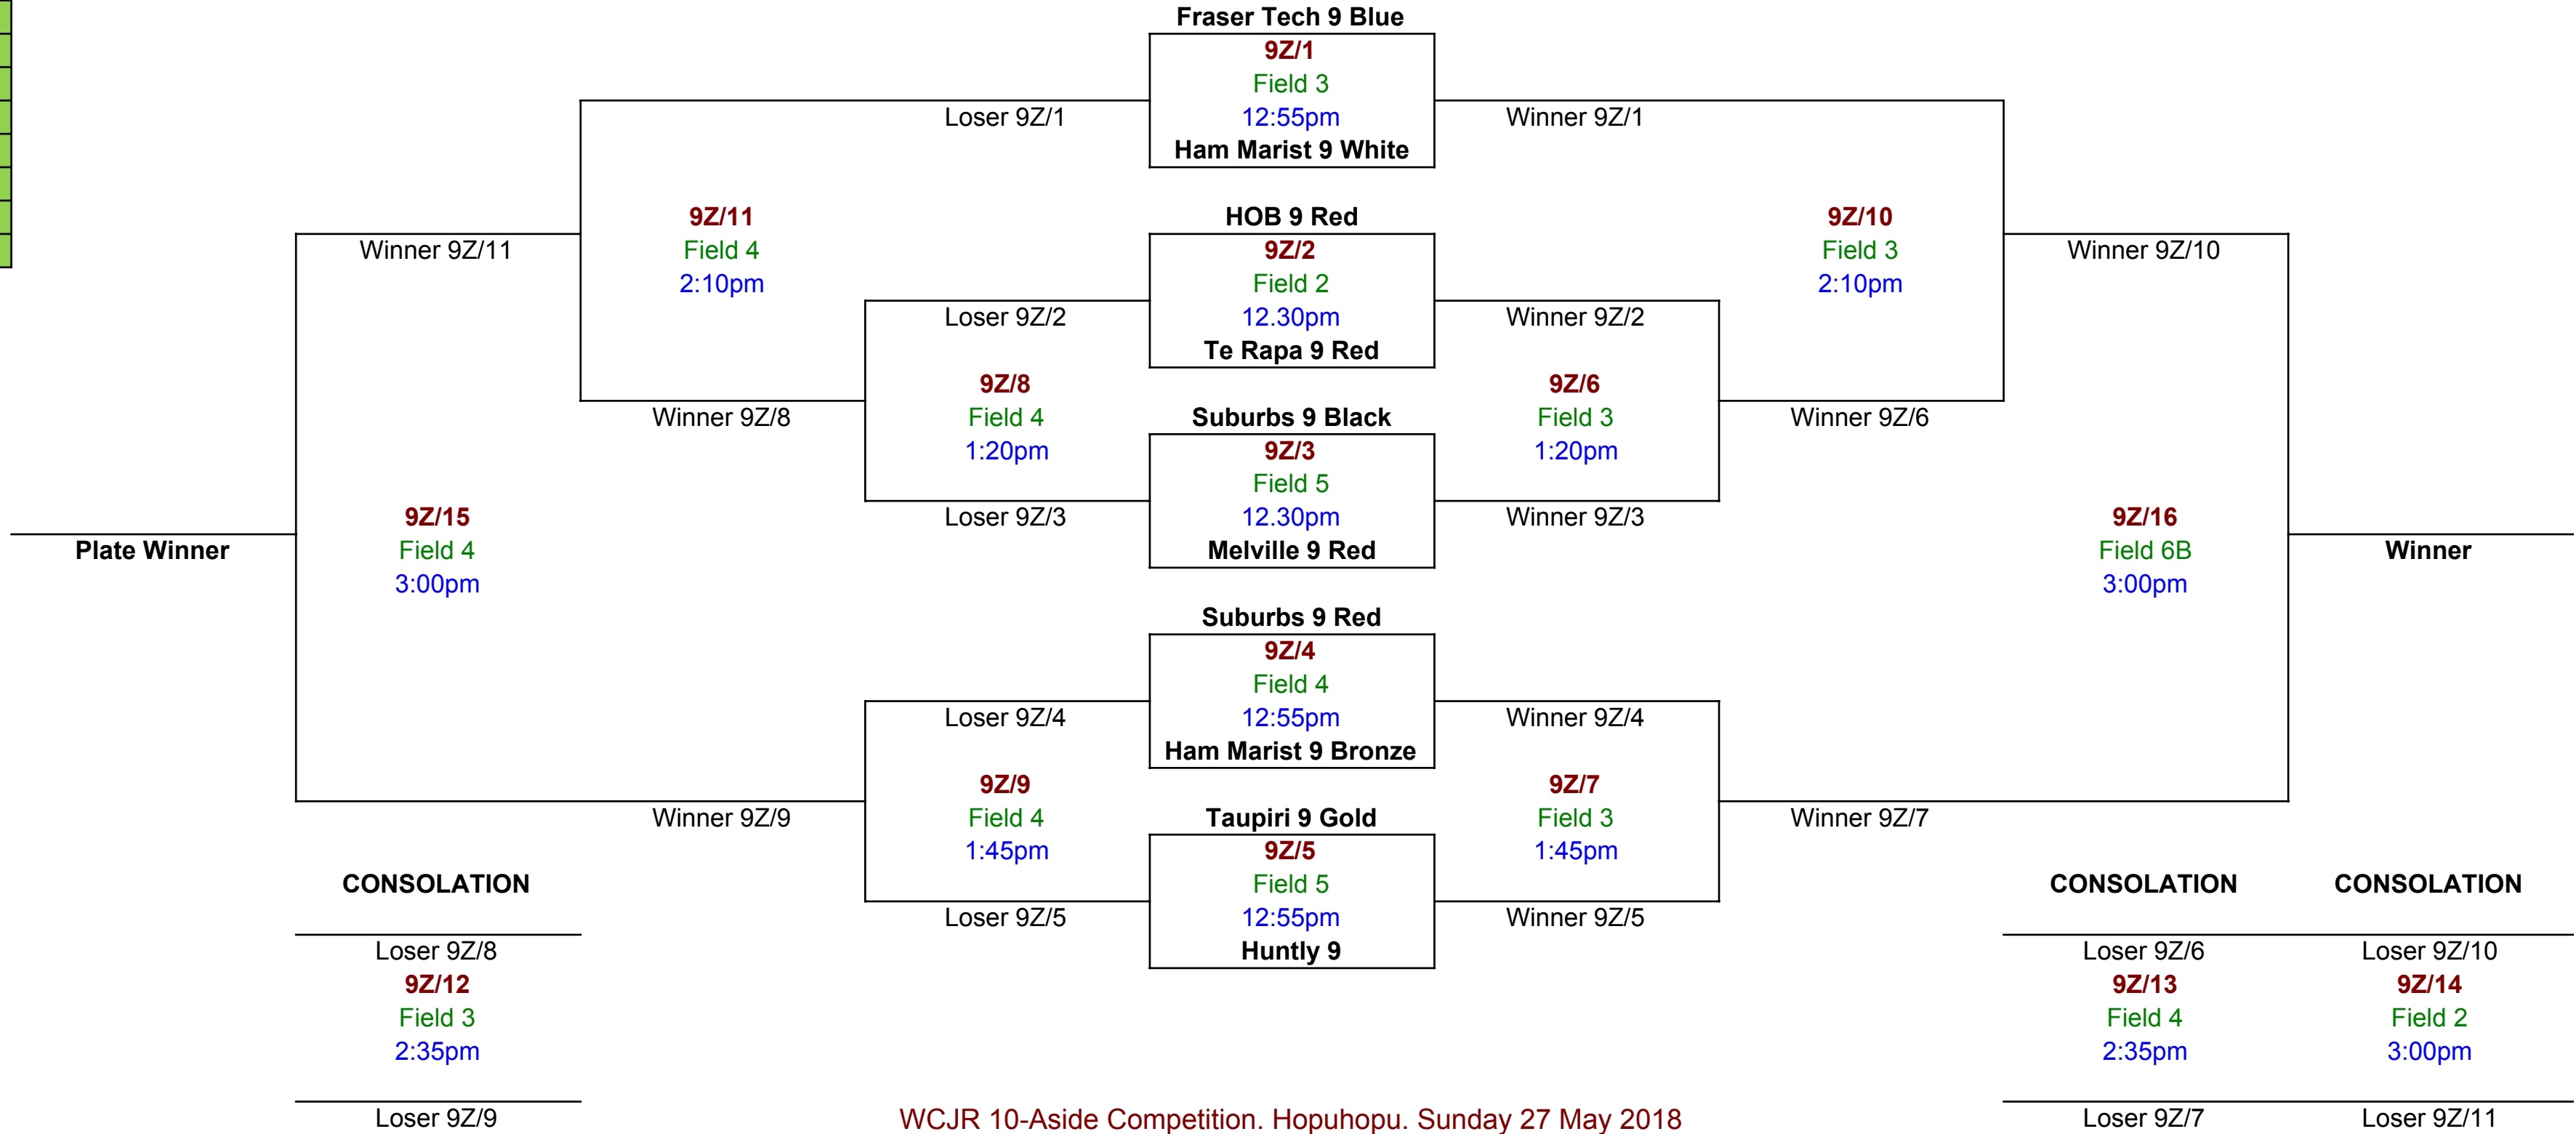 Fraser Tech 9 Blue
9Z/1
Field 3
Loser 9Z/1 12:55pm Winner 9Z/1
Ham Marist 9 White
9Z/11 HOB 9 Red 9Z/10
Winner 9Z/11 Field 4 9Z/2 Field 3 Winner 9Z/10
2:10pm Field 2 2:10pm
Loser 9Z/2 12.30pm Winner 9Z/2
Te Rapa 9 Red
9Z/8 9Z/6
Winner 9Z/8 Field 4 Suburbs 9 Black Field 3 Winner 9Z/6
1:20pm 9Z/3 1:20pm
Field 5
9Z/15 Loser 9Z/3 12.30pm Winner 9Z/3 9Z/16
Plate Winner Field 4 Melville 9 Red Field 6B Winner
3:00pm 3:00pm
Suburbs 9 Red
9Z/4
Field 4
Loser 9Z/4 12:55pm Winner 9Z/4
Ham Marist 9 Bronze
9Z/9 9Z/7
Winner 9Z/9 Field 4 Taupiri 9 Gold Field 3 Winner 9Z/7
1:45pm 9Z/5 1:45pm
CONSOLATION Field 5 CONSOLATION CONSOLATION
Loser 9Z/5 12:55pm Winner 9Z/5
Loser 9Z/8 Huntly 9 Loser 9Z/6 Loser 9Z/10
9Z/12 9Z/13 9Z/14
Field 3 Field 4 Field 2
2:35pm 2:35pm 3:00pm
Loser 9Z/9 WCJR 10-Aside Competition. Hopuhopu. Sunday 27 May 2018 Loser 9Z/7 Loser 9Z/11